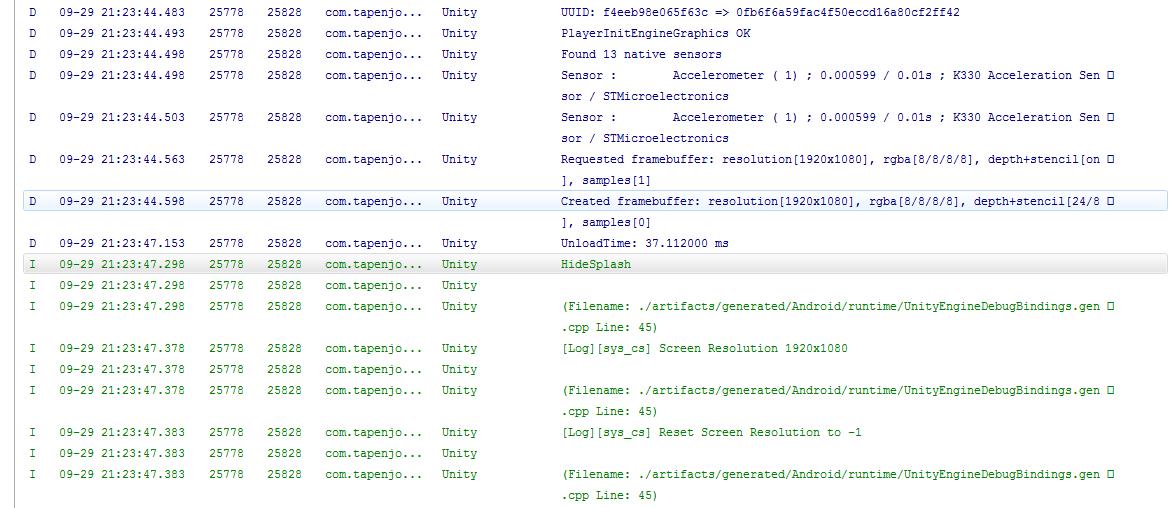 D 09-29 21:23:44.483 25778 25828 com.tapenjo... Unity UUID: f4eeb98e065f63c => 0fb6f6a59fac4f50eccd16a80cf2ff42
D 09-29 21:23:44.493 25778 25828 com.tapenjo... Unity PlayerInitEngineGraphics OK
D 09-29 21:23:44.498 25778 25828 com.tapenjo... Unity Found 13 native sensors
D 09-29 21:23:44.498 25778 25828 com.tapenjo... Unity Sensor : Accelerometer ( 1) ; 0.000599 / 0.01s ; K330 Acceleration Sen
sor / STMicroelectronics
D 09-29 21:23:44.503 25778 25828 com.tapenjo... Unity Sensor : Accelerometer ( 1) ; 0.000599 / 0.01s ; K330 Acceleration Sen
sor / STMicroelectronics
D 09-29 21:23:44.563 25778 25828 com.tapenjo... Unity Requested framebuffer: resolution[1920x1080], rgba[8/8/8/8], depth+stencil[on
], samples[1]
D 09-29 21:23:44.598 25778 25828 com.tapenjo... Unity Created framebuffer: resolution[1920x1080], rgba[8/8/8/8], depth+stencil[24/8
], samples[0]
D 09-29 21:23:47.153 25778 25828 com.tapenjo... Unity UnloadTime: 37.112000 ms
I 09-29 21:23:47.298 25778 25828 com.tapenjo... Unity HideSplash
I 09-29 21:23:47.298 25778 25828 com.tapenjo... Unity
I 09-29 21:23:47.298 25778 25828 com.tapenjo... Unity (Filename: ./artifacts/generated/Android/runtime/UnityEngineDebugBindings.gen
.cpp Line: 45)
I 09-29 21:23:47.378 25778 25828 com.tapenjo... Unity [Log][sys_cs] Screen Resolution 1920x1080
I 09-29 21:23:47.378 25778 25828 com.tapenjo... Unity
I 09-29 21:23:47.378 25778 25828 com.tapenjo... Unity (Filename: ./artifacts/generated/Android/runtime/UnityEngineDebugBindings.gen
.cpp Line: 45)
I 09-29 21:23:47.383 25778 25828 com.tapenjo... Unity [Log][sys_cs] Reset Screen Resolution to -1
I 09-29 21:23:47.383 25778 25828 com.tapenjo... Unity
I 09-29 21:23:47.383 25778 25828 com.tapenjo... Unity (Filename: ./artifacts/generated/Android/runtime/UnityEngineDebugBindings.gen
.cpp Line: 45)